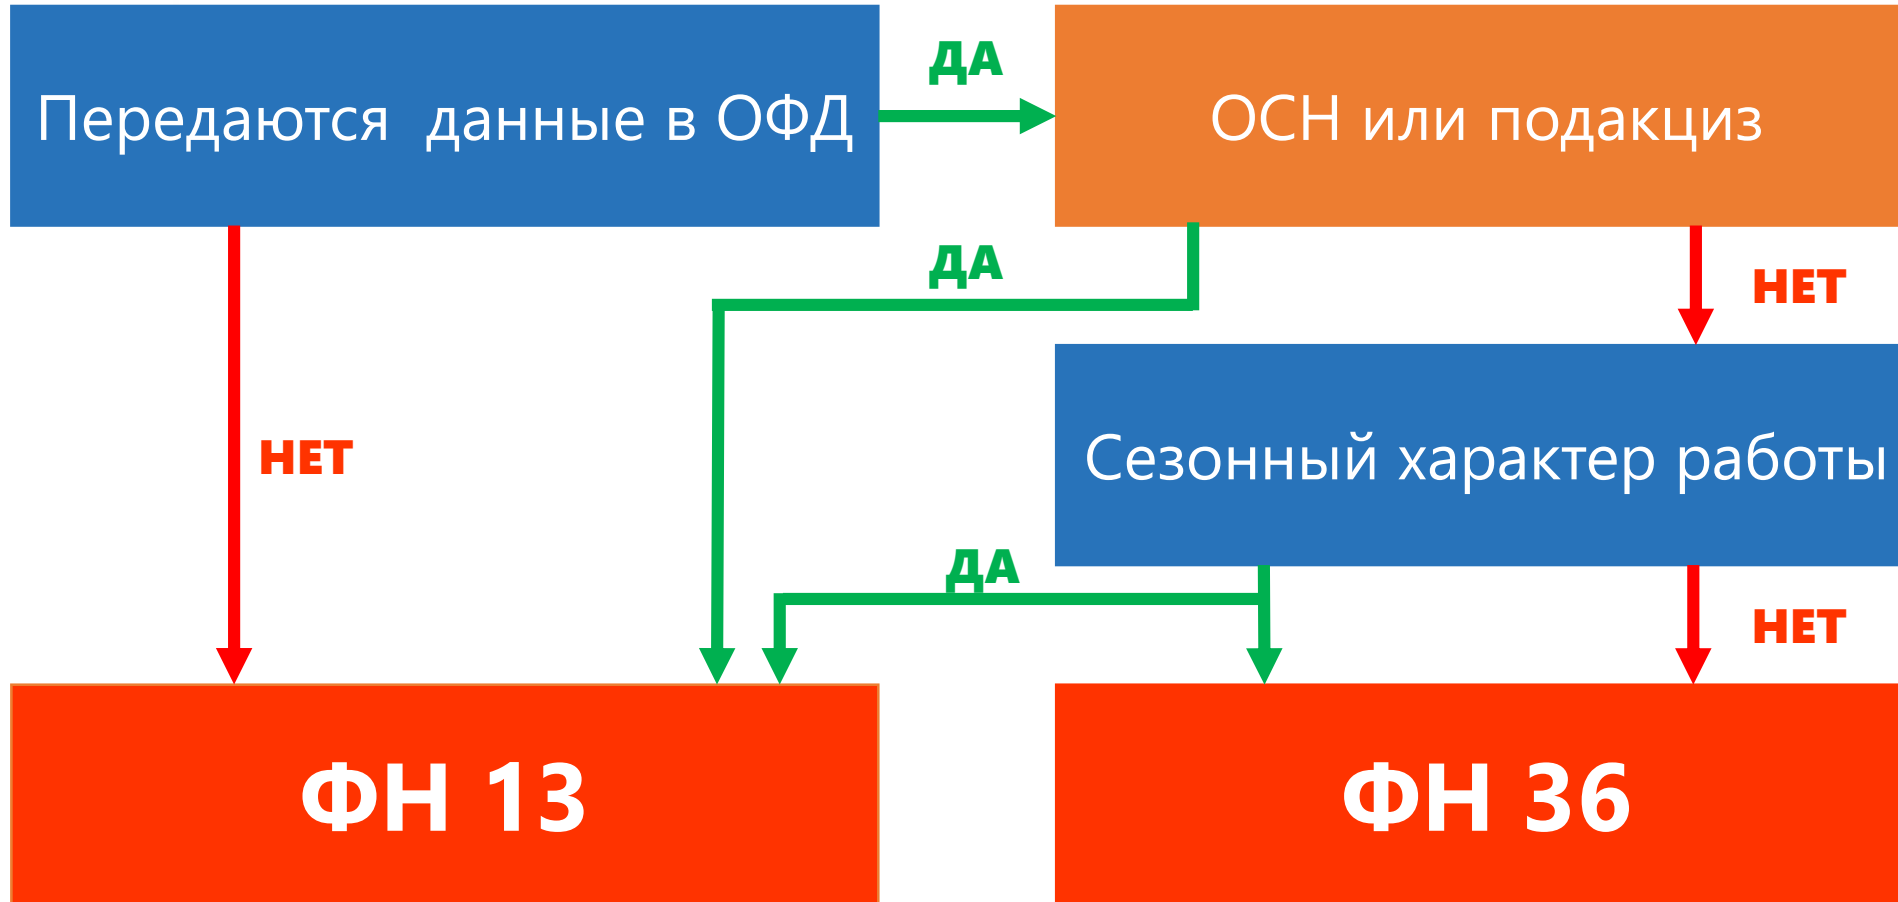 Передаются данные в ОФД
ДА
ОСН или подакциз
ДА
НЕТ
НЕТ
Сезонный характер работы
ДА
НЕТ
ФН 13
ФН 36